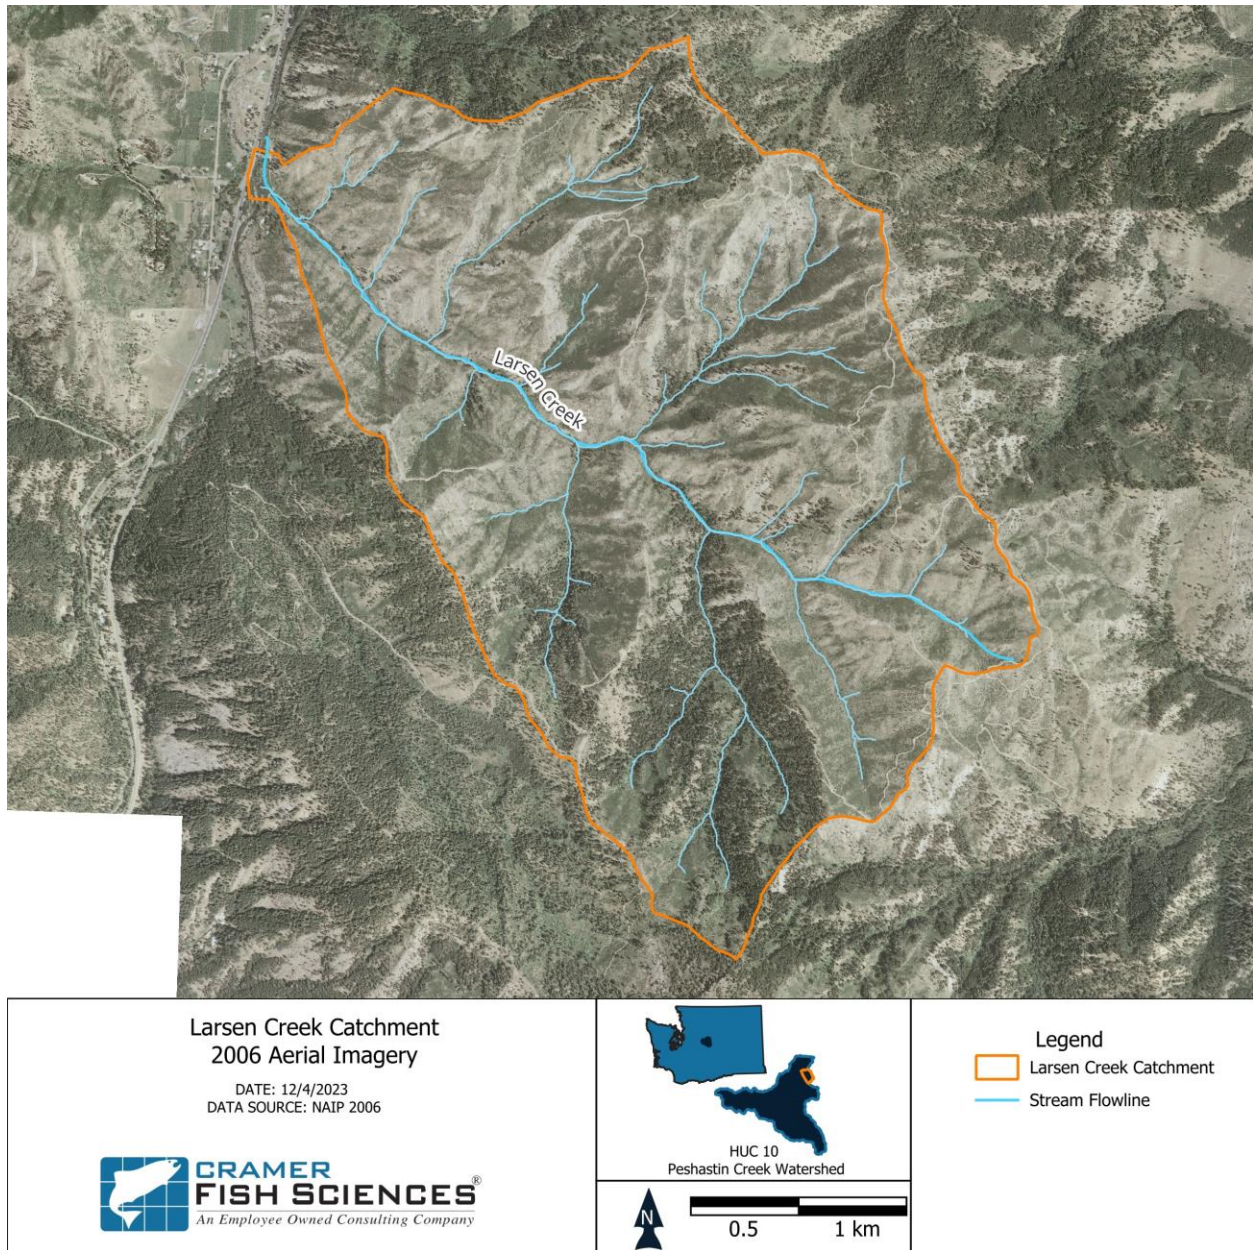 Larsen Creek
Larsen Creek Catchment
2006 Aerial Imagery
DATE: 12/4/2023
DATA SOURCE: NAIP 2006
CRAMER
FISH SCIENCES®
An Employee Owned Consulting Company
HUC 10
Peshastin Creek Watershed
N
0.5 1 km
Legend
Larsen Creek Catchment
Stream Flowline